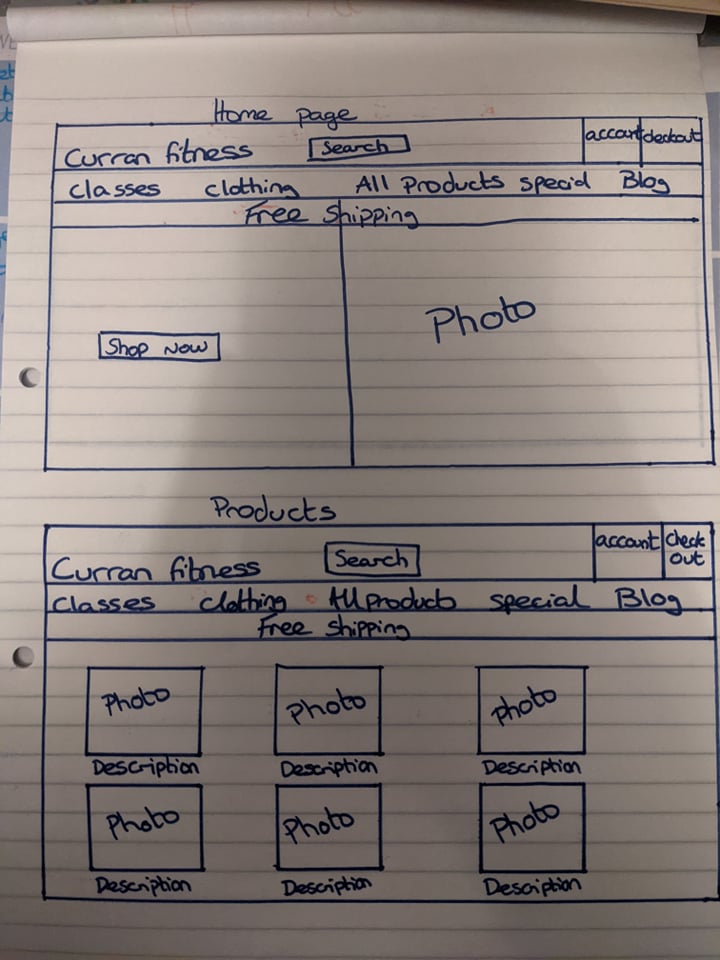 Home page
Curran fitness Search account deckout
classes clothing All Products special Blog
Free Shipping
Photo
Shop Now
Products
Curran fitness Search account Check out
classes clothing All Products special Blog
Free Shipping
Photo Photo Photo
Description Description Description
Photo Photo Photo
Description Description Description